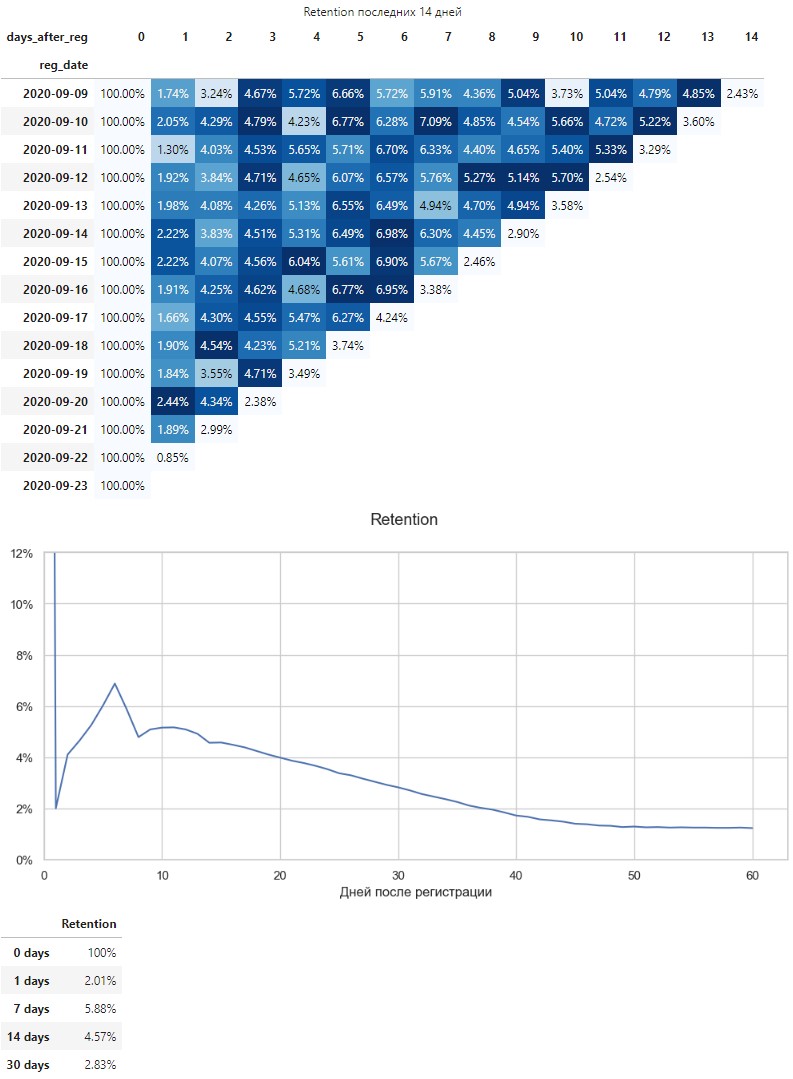 Retention последних 14 дней
days_after_reg 0 1 2 3 4 5 6 7 8 9 10 11 12 13 14
reg_date
2020-09-09 100.00% 1.74% 3.24% 4.67% 5.72% 6.66% 5.72% 5.91% 4.36% 5.04% 3.73% 5.04% 4.79% 4.85% 2.43%
2020-09-10 100.00% 2.05% 4.29% 4.79% 4.23% 6.77% 6.28% 7.09% 4.85% 4.54% 5.66% 4.72% 5.22% 3.60%
2020-09-11 100.00% 1.30% 4.03% 4.53% 5.65% 5.71% 6.70% 6.33% 4.40% 4.65% 5.40% 5.33% 3.29%
2020-09-12 100.00% 1.92% 3.84% 4.71% 4.65% 6.07% 6.57% 5.76% 5.27% 5.14% 5.70% 2.54%
2020-09-13 100.00% 1.98% 4.08% 4.26% 5.13% 6.55% 6.49% 4.94% 4.70% 4.94% 3.58%
2020-09-14 100.00% 2.22% 3.83% 4.51% 5.31% 6.49% 6.98% 6.30% 4.45% 2.90%
2020-09-15 100.00% 2.22% 4.07% 4.56% 6.04% 5.61% 6.90% 5.67% 2.46%
2020-09-16 100.00% 1.91% 4.25% 4.62% 4.68% 6.77% 6.95% 3.38%
2020-09-17 100.00% 1.66% 4.30% 4.55% 5.47% 6.27% 4.24%
2020-09-18 100.00% 1.90% 4.54% 4.23% 5.21% 3.74%
2020-09-19 100.00% 1.84% 3.55% 4.71% 3.49%
2020-09-20 100.00% 2.44% 4.34% 2.38%
2020-09-21 100.00% 1.89% 2.99%
2020-09-22 100.00% 0.85%
2020-09-23 100.00%
Retention
12%
10%
8%
6%
4%
2%
0%
0 10 20 30 40 50 60
Дней после регистрации
Retention
0 days 100%
1 days 2.01%
7 days 5.88%
14 days 4.57%
30 days 2.83%